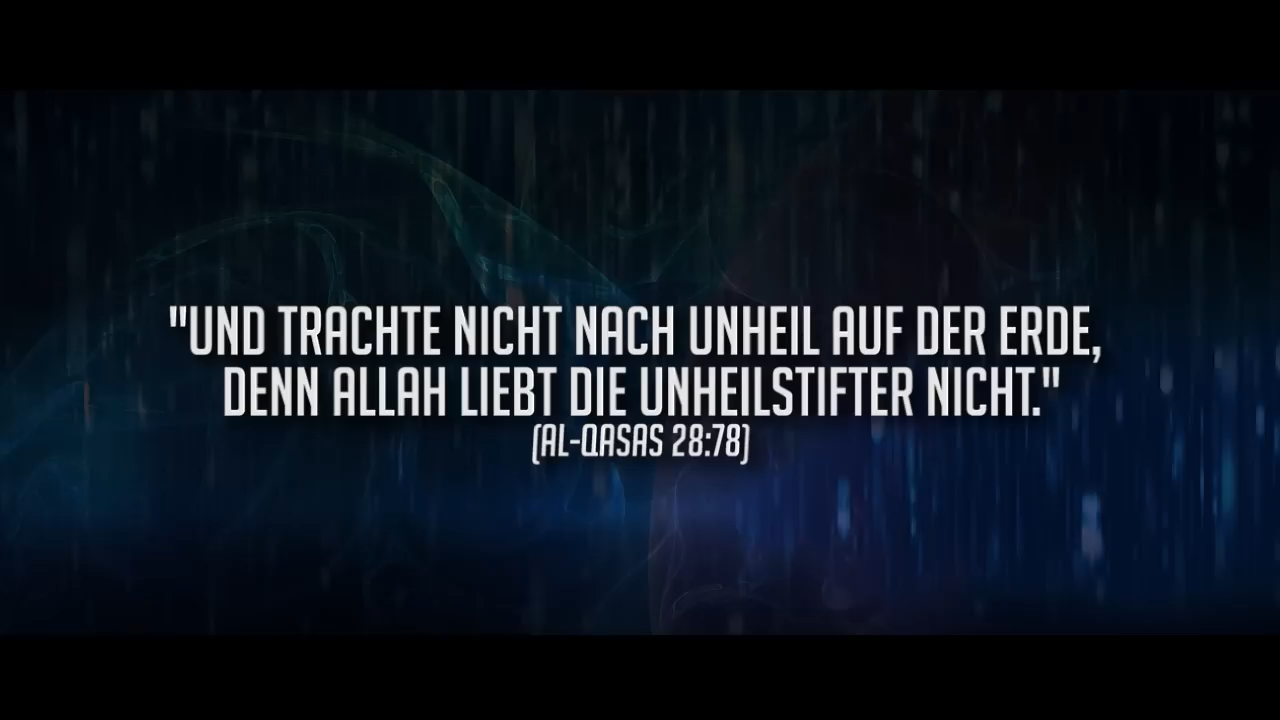 "UND TRACHTE NICHT NACH UNHEIL AUF DER ERDE,
DENN ALLAH LIEBT DIE UNHEILSTIFTER NICHT."
(AL-QASAS 28:78)